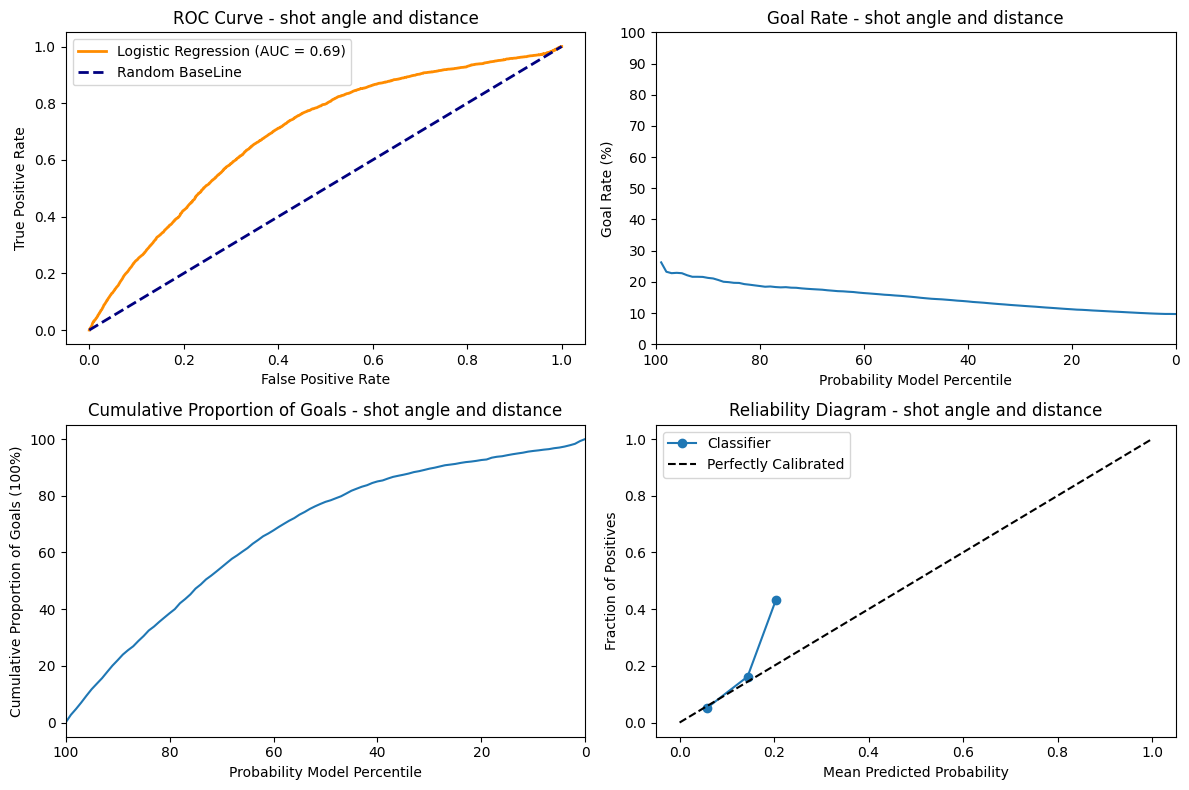 ROC Curve - shot angle and distance
Logistic Regression (AUC = 0.69)
Random BaseLine
True Positive Rate
1.0
0.8
0.6
0.4
0.2
0.0
0.0 0.2 0.4 0.6 0.8 1.0
False Positive Rate
Goal Rate - shot angle and distance
Goal Rate (%)
100
90
80
70
60
50
40
30
20
10
0
100 80 60 40 20 0
Probability Model Percentile
Cumulative Proportion of Goals - shot angle and distance
Cumulative Proportion of Goals (100%)
100
80
60
40
20
0
100 80 60 40 20 0
Probability Model Percentile
Reliability Diagram - shot angle and distance
Classifier
Perfectly Calibrated
Fraction of Positives
1.0
0.8
0.6
0.4
0.2
0.0
0.0 0.2 0.4 0.6 0.8 1.0
Mean Predicted Probability